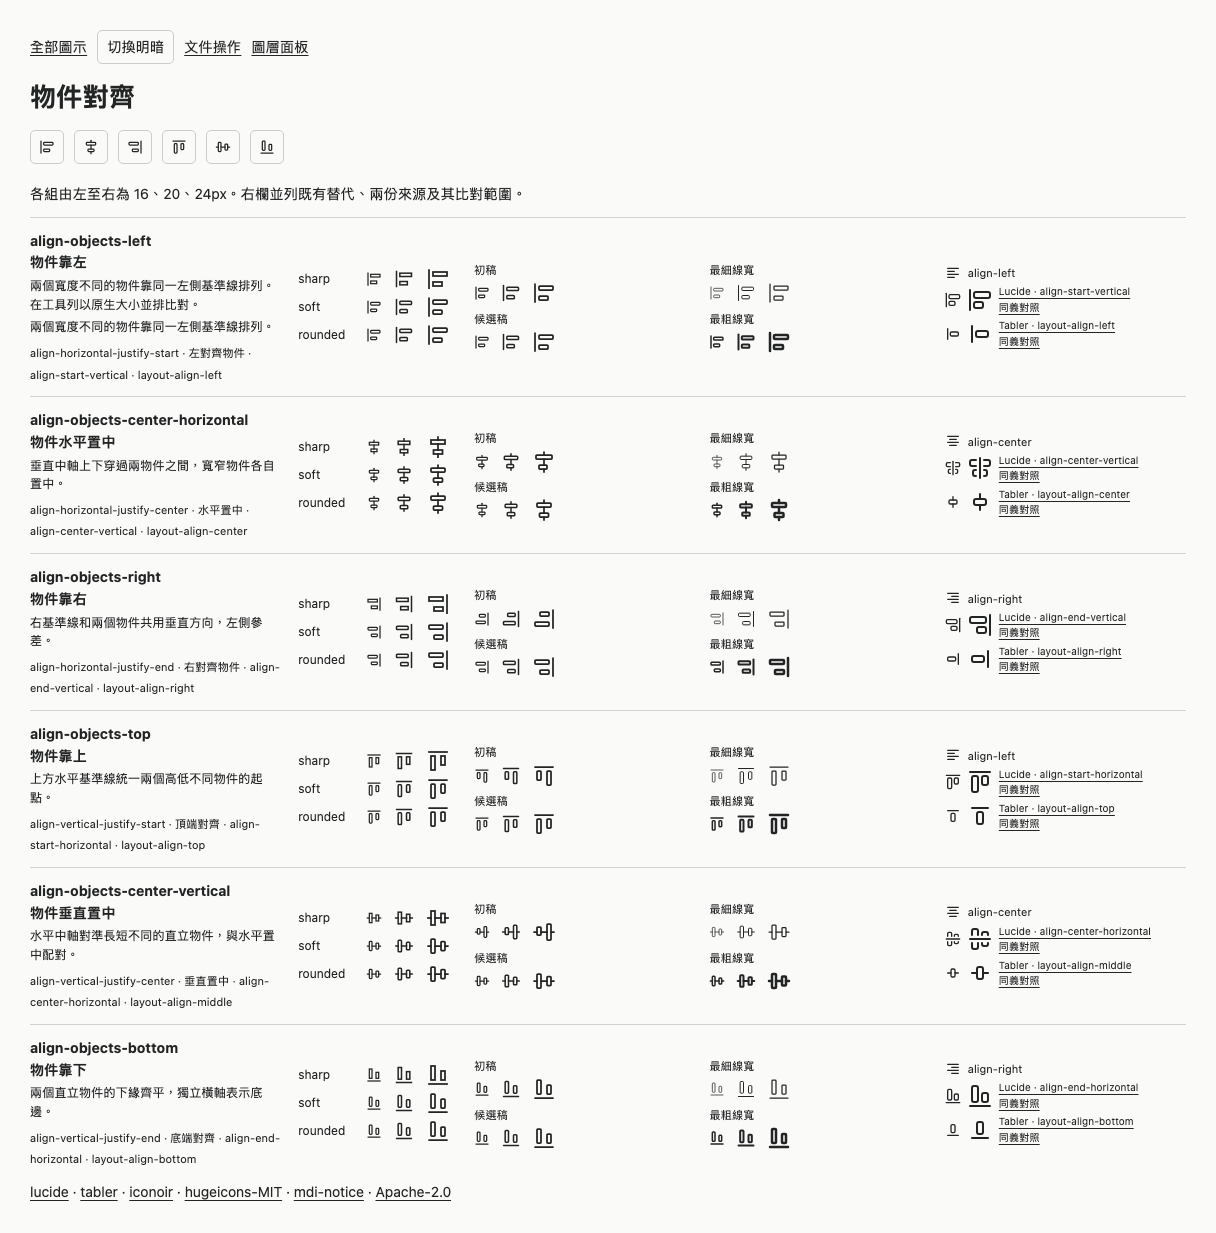 全部圖示 切換明暗 文件操作 圖層面板
物件對齊
各組由左至右為 16、20、24px。右欄並列既有替代、兩份來源及其比對範圍。
align-objects-left
物件靠左
兩個寬度不同的物件靠同一左側基準線排列。
在工具列以原生大小並排比對。
兩個寬度不同的物件靠同一左側基準線排列。
align-horizontal-justify-start · 左對齊物件 ·
align-start-vertical · layout-align-left
sharp
soft
rounded
初稿
候選稿
最細線寬
最粗線寬
align-left
Lucide · align-start-vertical
同義對照
Tabler · layout-align-left
同義對照
align-objects-center-horizontal
物件水平置中
垂直中軸上下穿過兩物件之間，寬窄物件各自
置中。
align-horizontal-justify-center · 水平置中 ·
align-center-vertical · layout-align-center
sharp
soft
rounded
初稿
候選稿
最細線寬
最粗線寬
align-center
Lucide · align-center-vertical
同義對照
Tabler · layout-align-center
同義對照
align-objects-right
物件靠右
右基準線和兩個物件共用垂直方向，左側參
差。
align-horizontal-justify-end · 右對齊物件 · align-
end-vertical · layout-align-right
sharp
soft
rounded
初稿
候選稿
最細線寬
最粗線寬
align-right
Lucide · align-end-vertical
同義對照
Tabler · layout-align-right
同義對照
align-objects-top
物件靠上
上方水平基準線統一兩個高低不同物件的起
點。
align-vertical-justify-start · 頂端對齊 · align-
start-horizontal · layout-align-top
sharp
soft
rounded
初稿
候選稿
最細線寬
最粗線寬
align-left
Lucide · align-start-horizontal
同義對照
Tabler · layout-align-top
同義對照
align-objects-center-vertical
物件垂直置中
水平中軸對準長短不同的直立物件，與水平置
中配對。
align-vertical-justify-center · 垂直置中 · align-
center-horizontal · layout-align-middle
sharp
soft
rounded
初稿
候選稿
最細線寬
最粗線寬
align-center
Lucide · align-center-horizontal
同義對照
Tabler · layout-align-middle
同義對照
align-objects-bottom
物件靠下
兩個直立物件的下緣齊平，獨立橫軸表示底
邊。
align-vertical-justify-end · 底端對齊 · align-end-
horizontal · layout-align-bottom
sharp
soft
rounded
初稿
候選稿
最細線寬
最粗線寬
align-right
Lucide · align-end-horizontal
同義對照
Tabler · layout-align-bottom
同義對照
lucide · tabler · iconoir · hugeicons-MIT · mdi-notice · Apache-2.0